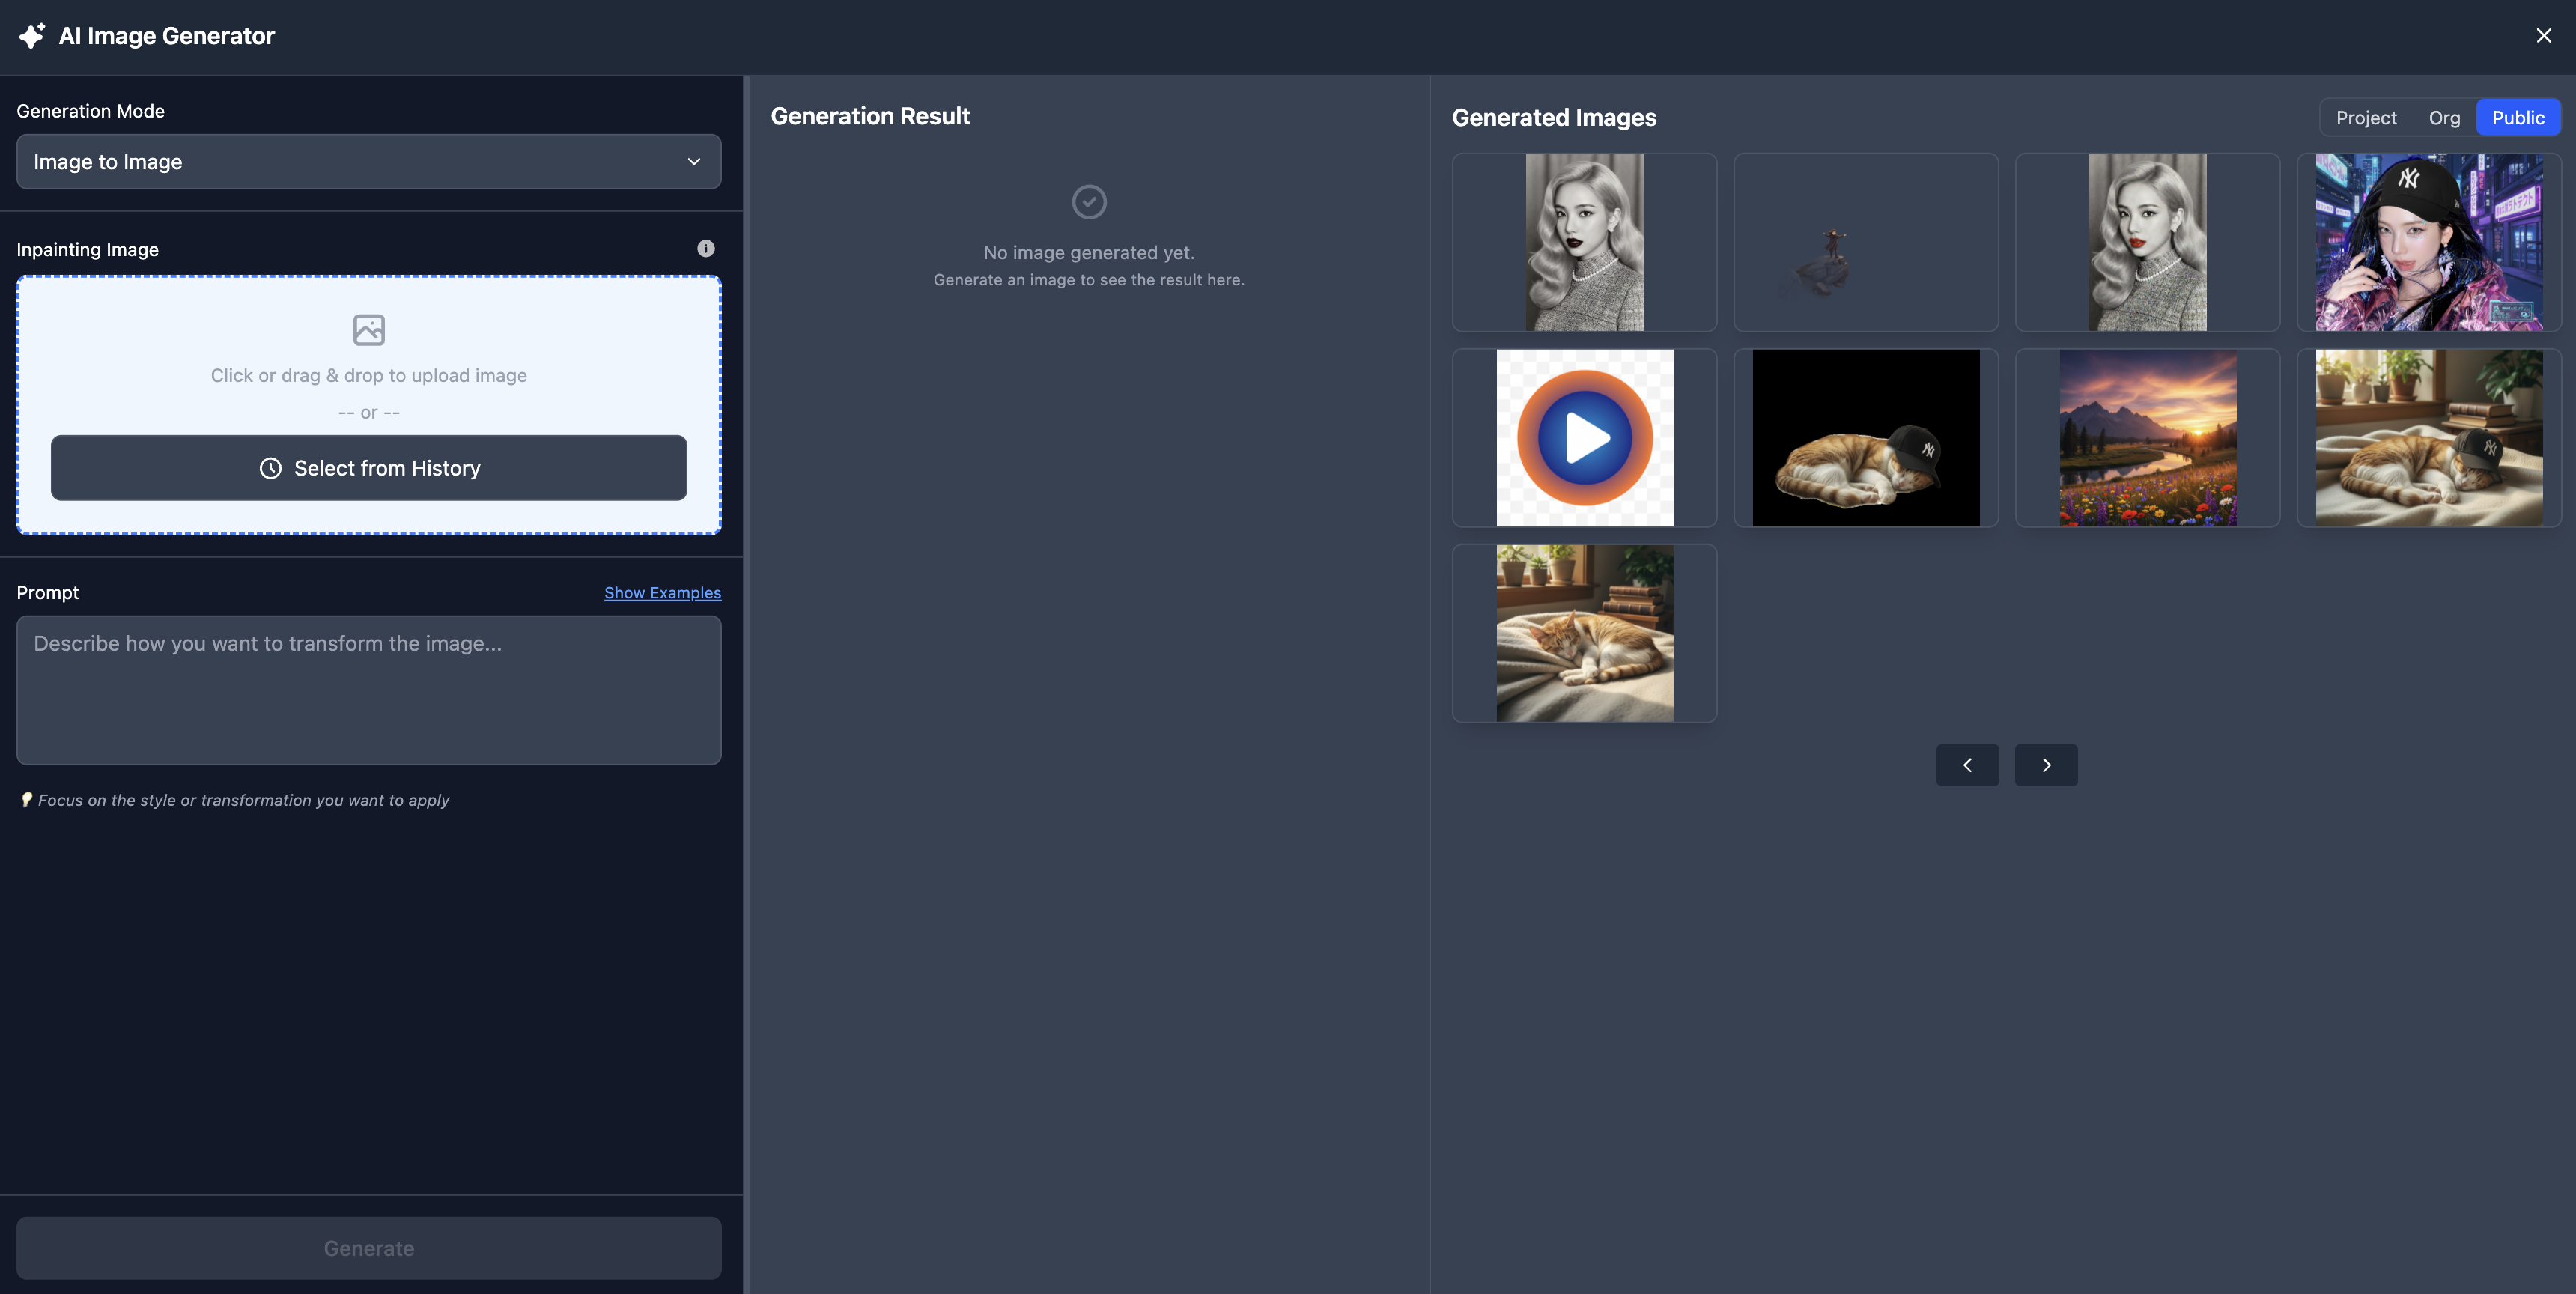 AI Image Generator
Generation Mode
Image to Image
Inpainting Image
Click or drag & drop to upload image
-- or --
Select from History
Prompt
Show Examples
Describe how you want to transform the image...
Focus on the style or transformation you want to apply
Generate
Generation Result
No image generated yet.
Generate an image to see the result here.
Generated Images
Project
Org
Public
NY
NY
NY